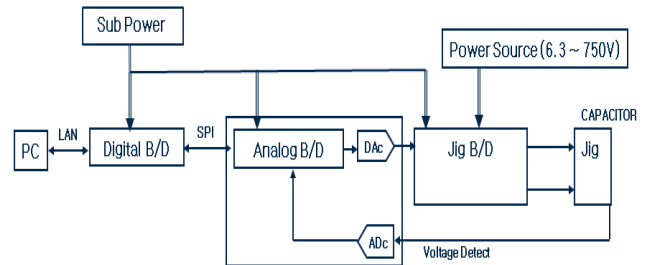 Sub Power
Power Source (6.3 ~ 750V)
CAPACITOR
LAN
SPI
PC
Digital B/D
Analog B/D
DAc
Jig B/D
Jig
ADc
Voltage Detect